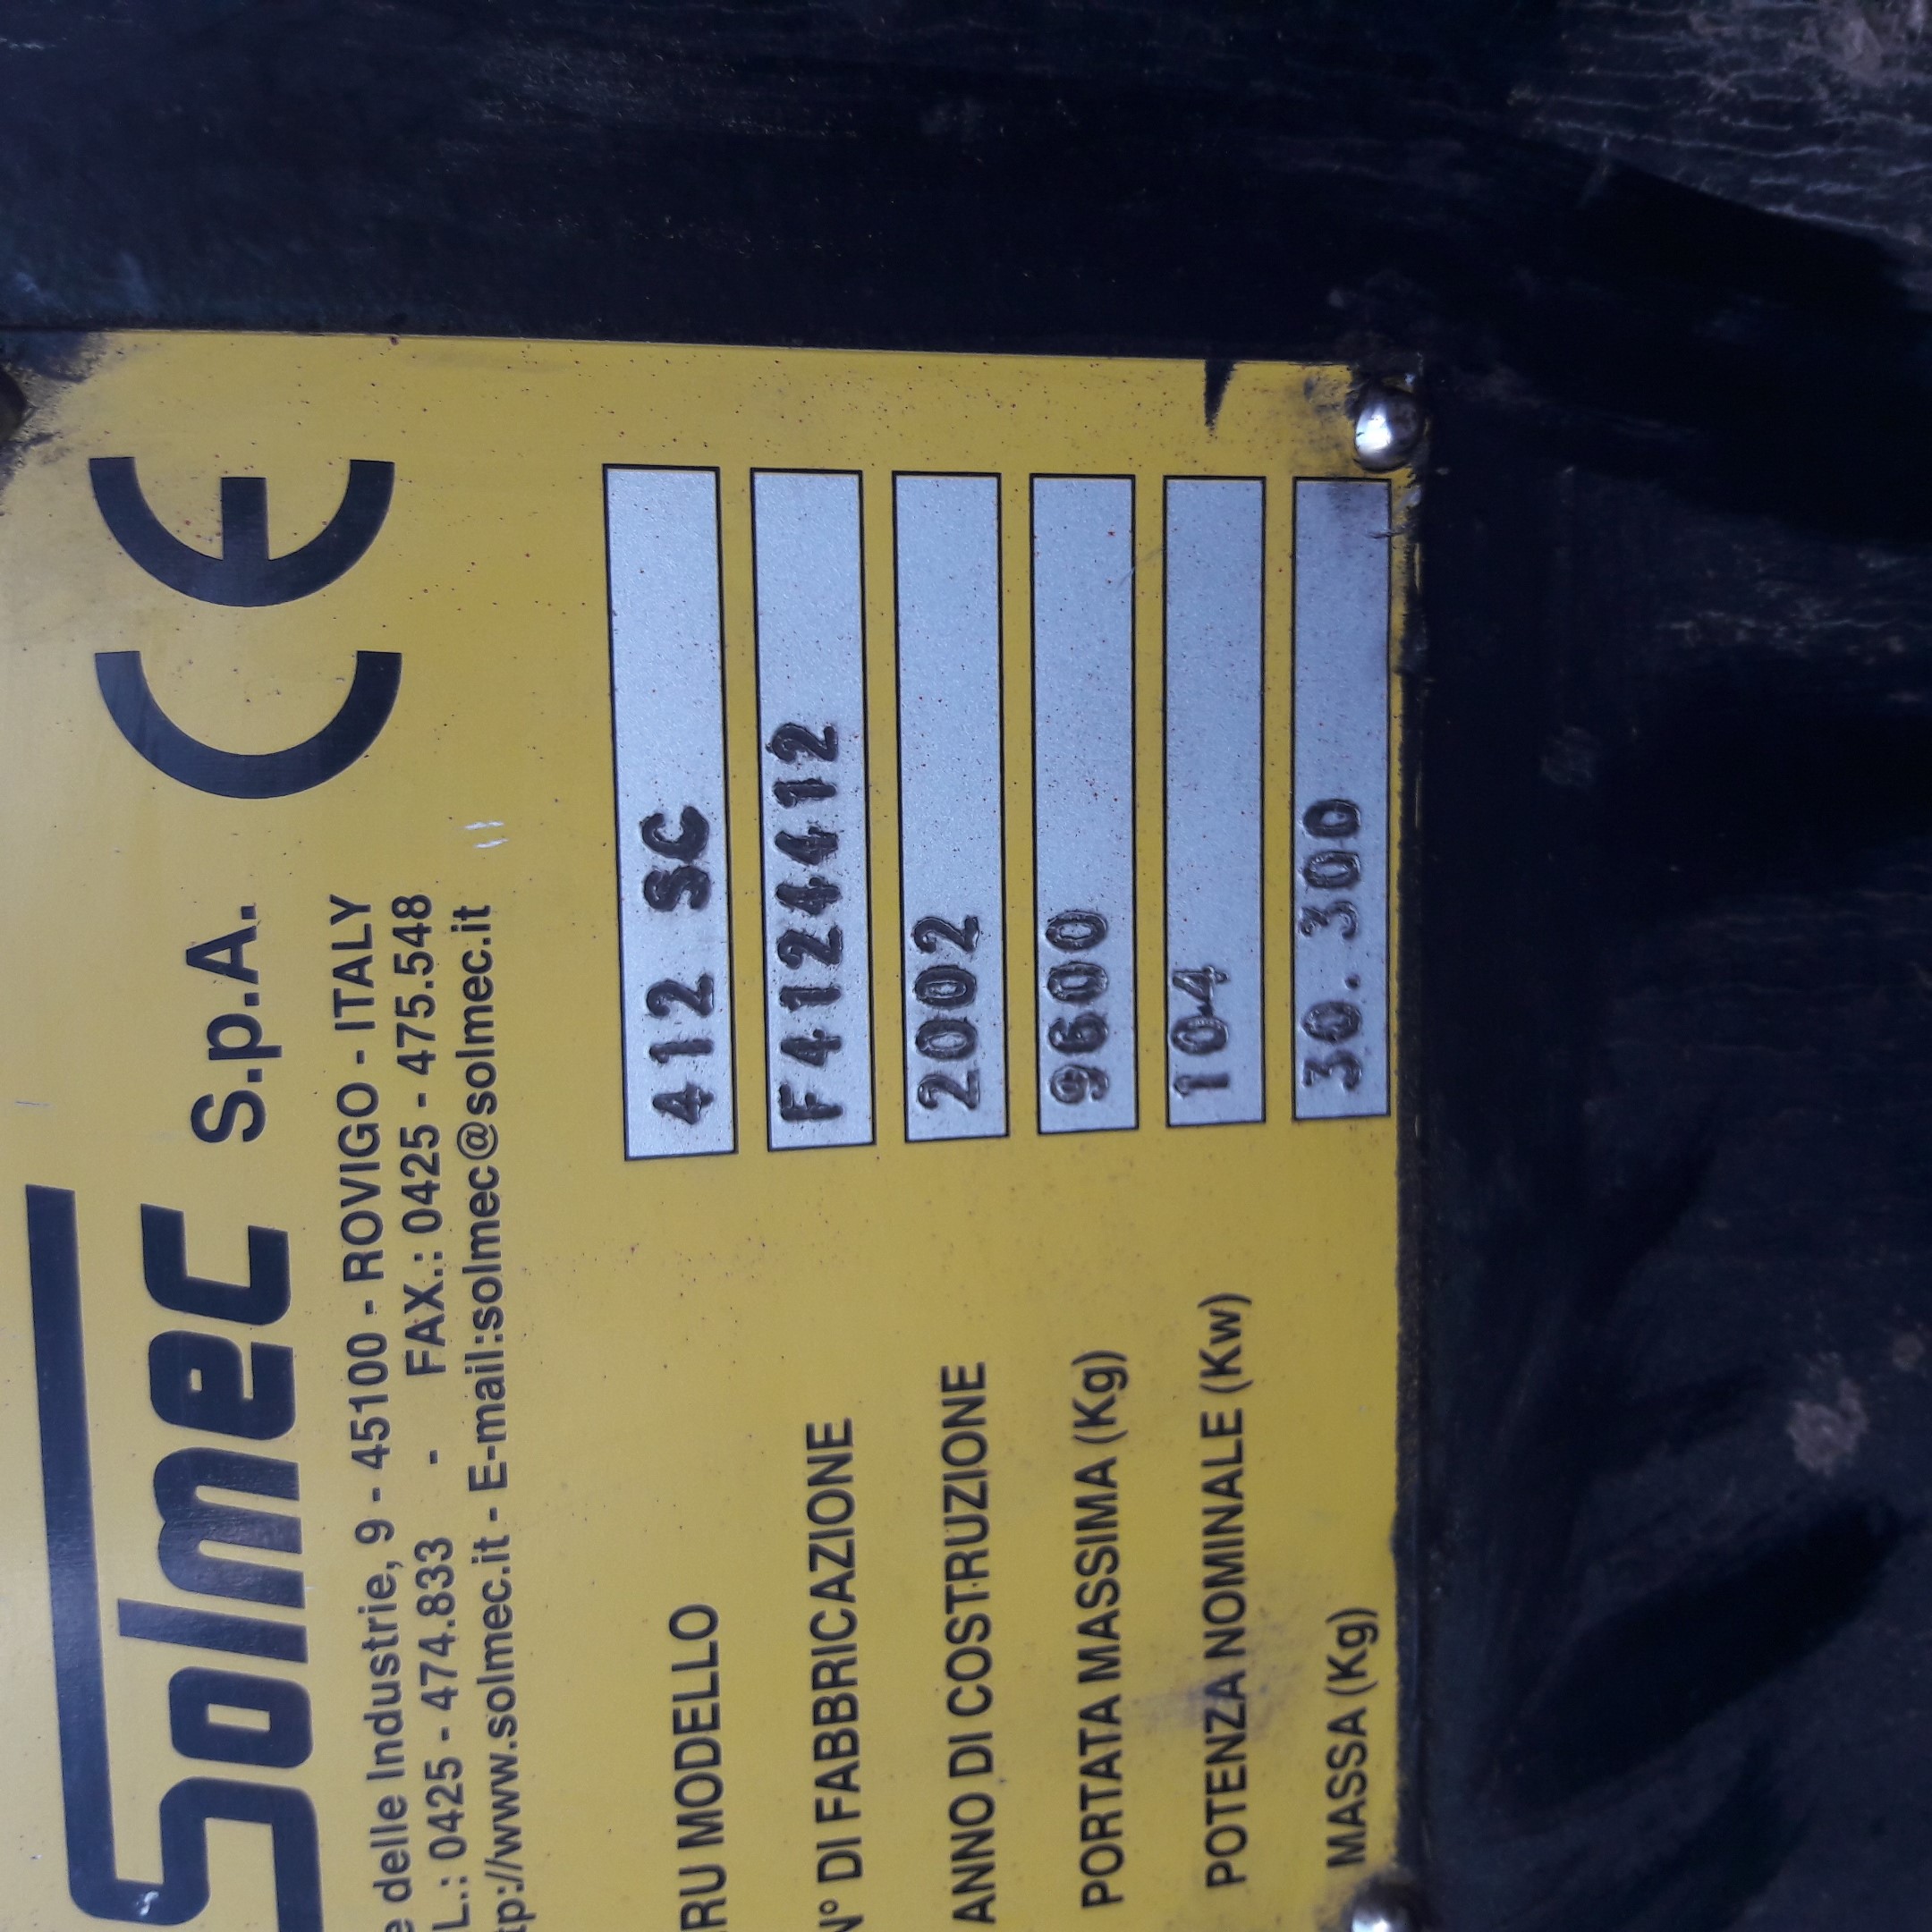 Solmec S.p.A. CE
delle Industrie, 9 - 45100 - ROVIGO - ITALY
L.: 0425 - 474.833 - FAX.: 0425 - 475.548
tp://www.solmec.it - E-mail:solmec@solmec.it
RU MODELLO 412 SC
N° DI FABBRICAZIONE F4124412
ANNO DI COSTRUZIONE 2002
PORTATA MASSIMA (Kg) 9600
POTENZA NOMINALE (Kw) 104
MASSA (Kg) 30.300